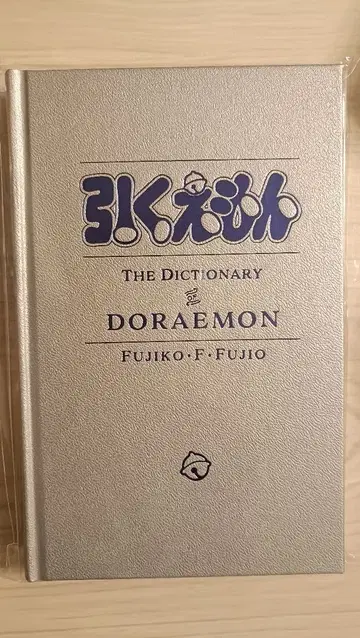 引くえもん
THE DICTIONARY
of
DORAEMON
FUJIKO・F・FUJIO